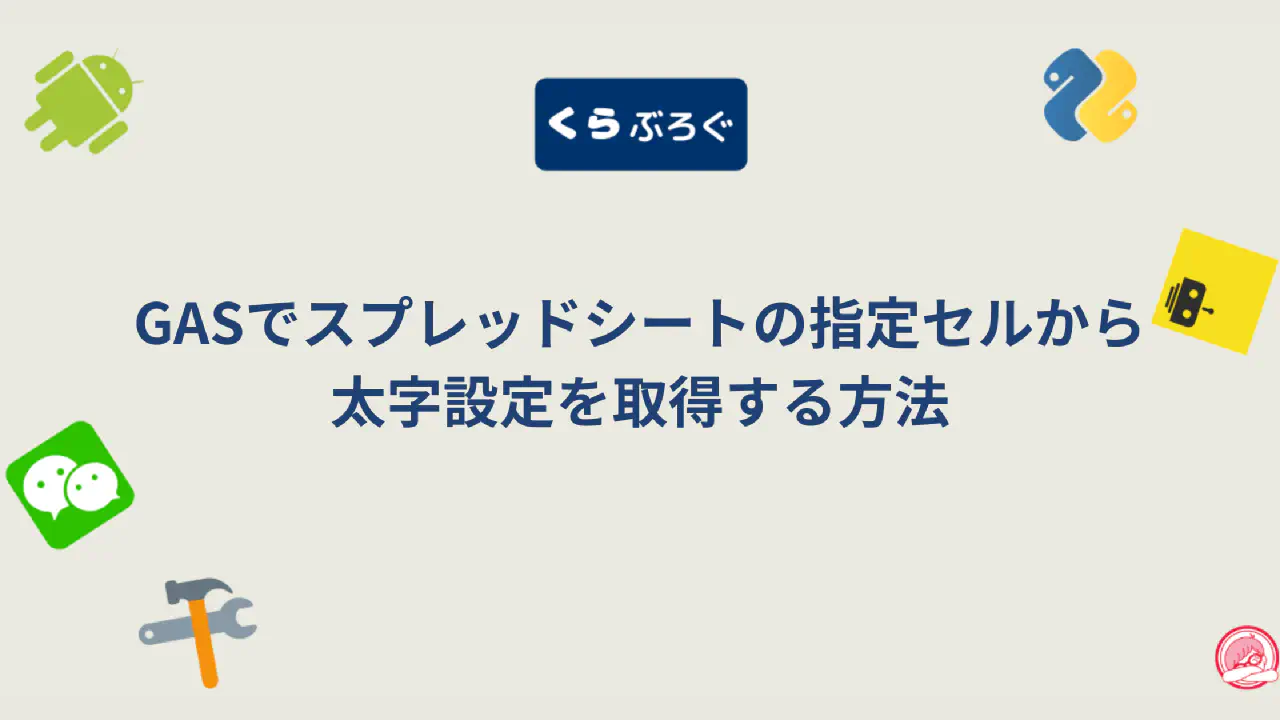 くらぶろぐ
GASでスプレッドシートの指定セルから
太字設定を取得する方法